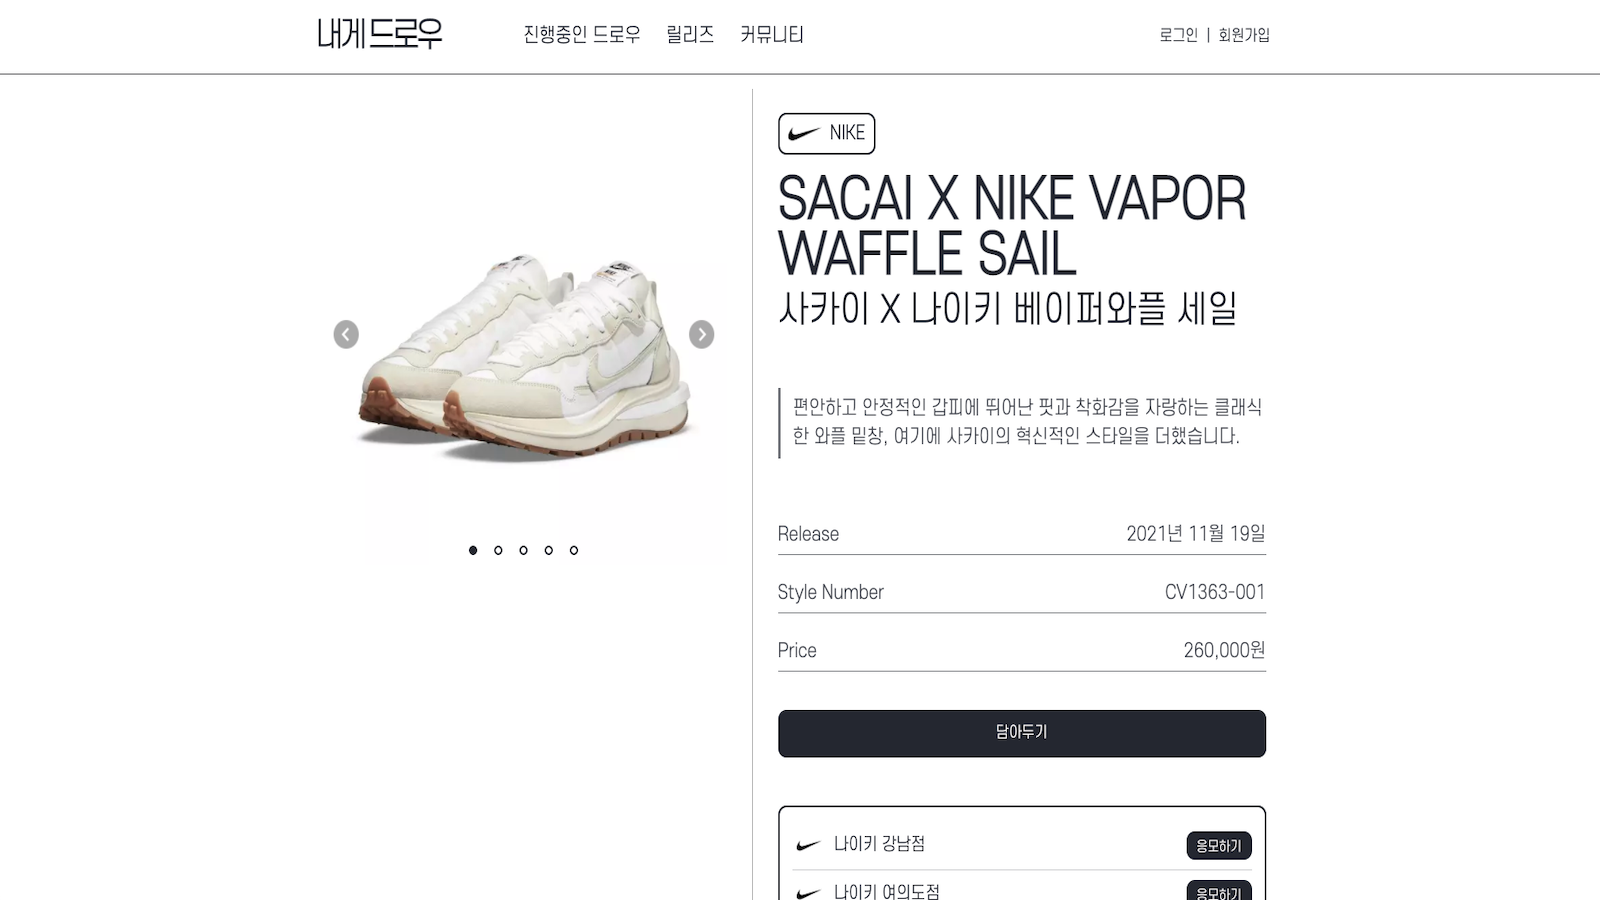 내게 드로우
진행중인 드로우 릴리즈 커뮤니티
로그인 | 회원가입
NIKE
SACAI X NIKE VAPOR
WAFFLE SAIL
사카이 X 나이키 베이퍼와플 세일
편안하고 안정적인 갑피에 뛰어난 핏과 착화감을 자랑하는 클래식
한 와플 밑창, 여기에 사카이의 혁신적인 스타일을 더했습니다.
Release 2021년 11월 19일
Style Number CV1363-001
Price 260,000원
담아두기
나이키 강남점 응모하기
나이키 여의도점 응모하기